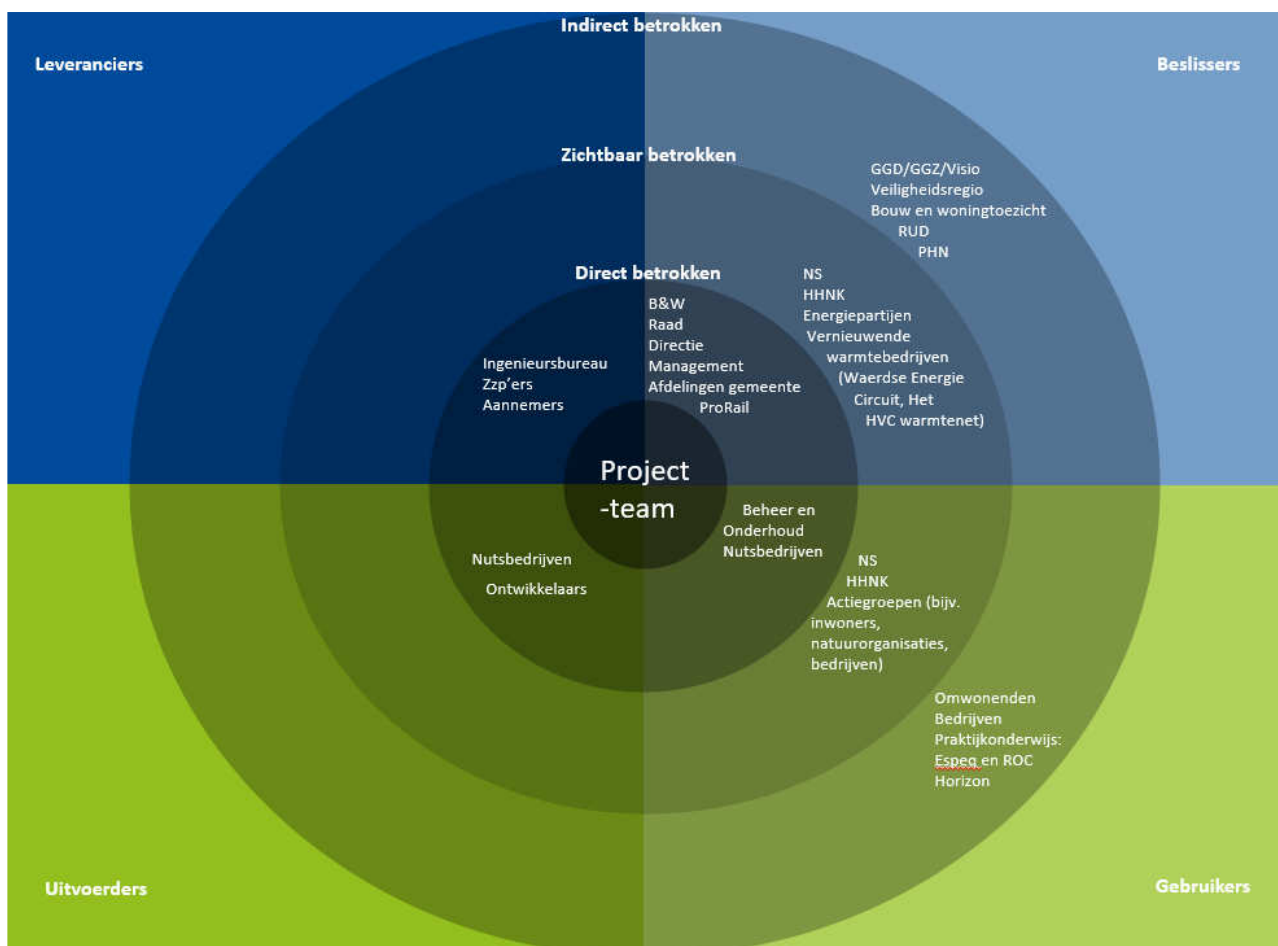 Indirect betrokken
Leveranciers
Beslissers
Zichtbaar betrokken
GGD/GGZ/Visio
Veiligheidsregio
Bouw en woningtoezicht
RUD
PHN
Direct betrokken
NS
HHNK
Energiepartijen
Vernieuwende
warmtebedrijven
(Waerdse Energie
Circuit, Het
HVC warmtenet)
B&W
Raad
Directie
Management
Afdelingen gemeente
ProRail
Ingenieursbureau
Zzp'ers
Aannemers
Project
-team
Beheer en
Onderhoud
Nutsbedrijven
Nutsbedrijven
Ontwikkelaars
NS
HHNK
Actiegroepen (bijv.
inwoners,
natuurorganisaties,
bedrijven)
Omwonenden
Bedrijven
Praktijkonderwijs:
Espeq en ROC
Horizon
Uitvoerders
Gebruikers